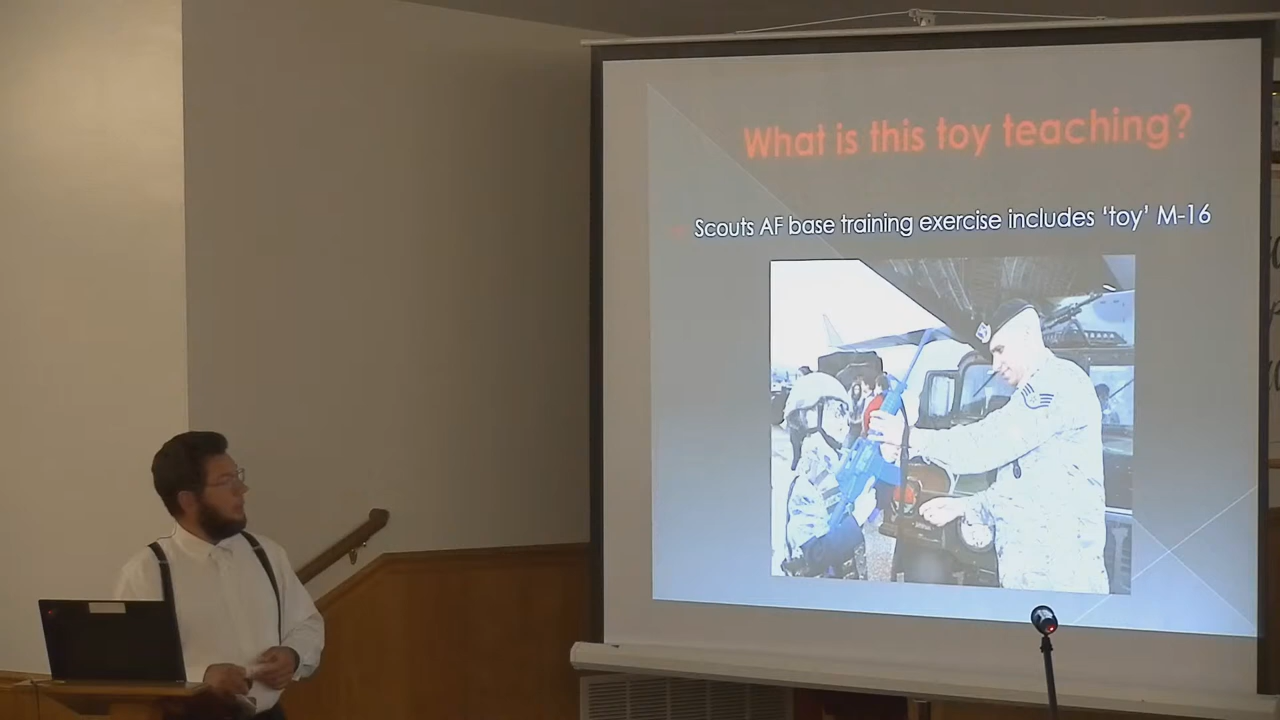 What is this toy teaching?
Scouts AF base training exercise includes ‘toy’ M-16